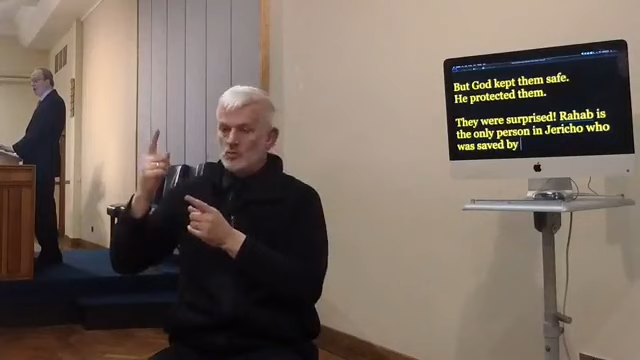 But God kept them safe.
He protected them.
They were surprised! Rahab is
the only person in Jericho who
was saved by